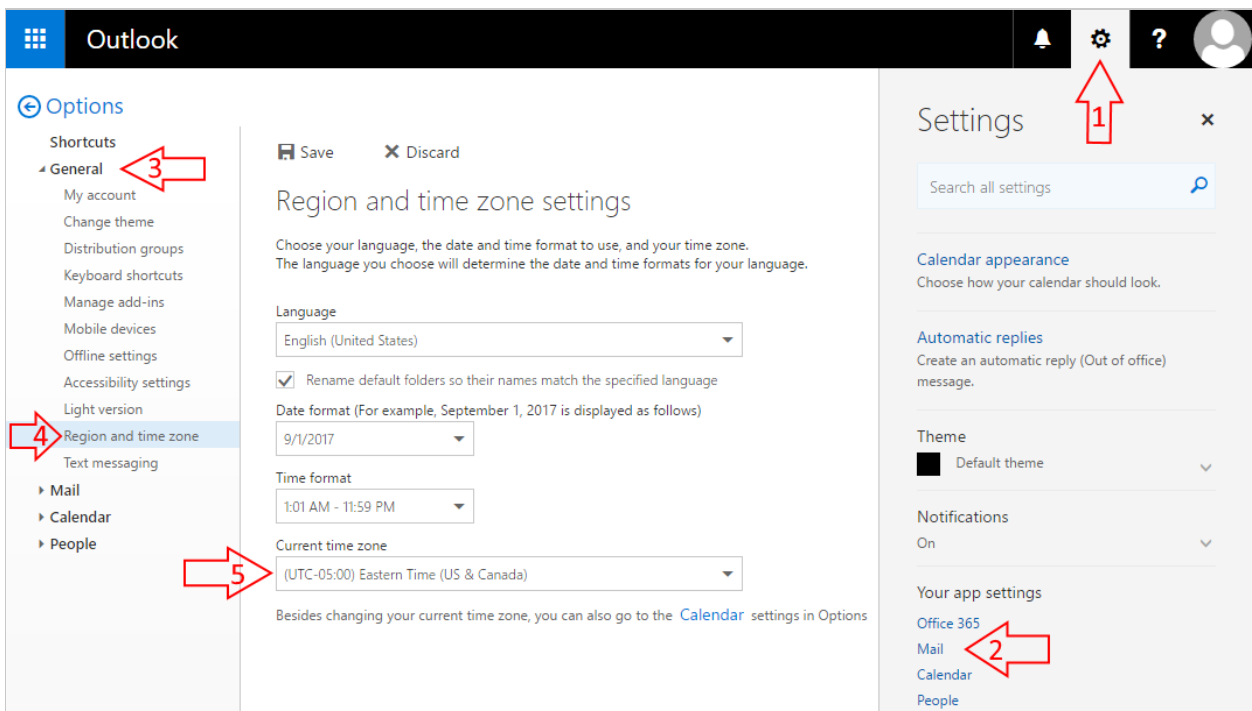 Outlook
?
Options
Shortcuts
General
3
My account
Change theme
Distribution groups
Keyboard shortcuts
Manage add-ins
Mobile devices
Offline settings
Accessibility settings
Light version
4
Region and time zone
Text messaging
Mail
Calendar
People
Save
Discard
Region and time zone settings
Choose your language, the date and time format to use, and your time zone.
The language you choose will determine the date and time formats for your language.
Language
English (United States)
Rename default folders so their names match the specified language
Date format (For example, September 1, 2017 is displayed as follows)
9/1/2017
Time format
1:01 AM - 11:59 PM
Current time zone
5
(UTC-05:00) Eastern Time (US & Canada)
Besides changing your current time zone, you can also go to the Calendar settings in Options
1
Settings
Search all settings
Calendar appearance
Choose how your calendar should look.
Automatic replies
Create an automatic reply (Out of office)
message.
Theme
Default theme
Notifications
On
Your app settings
Office 365
Mail
2
Calendar
People